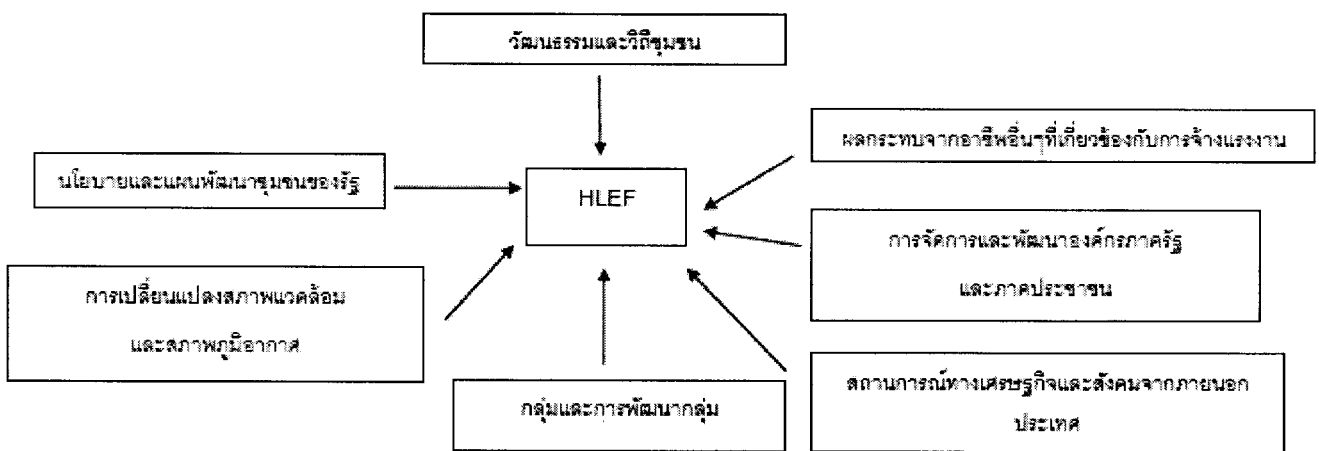 วัฒนธรรมและวิถีชุมชน
ผลกระทบจากอาชีพอื่นๆที่เกี่ยวข้องกับการจ้างแรงงาน
นโยบายและแผนพัฒนาชุมชนของรัฐ
HLEF
การจัดการและพัฒนาองค์กรภาครัฐ
และภาคประชาชน
การเปลี่ยนแปลงสภาพแวดล้อม
และสภาพภูมิอากาศ
กลุ่มและการพัฒนากลุ่ม
สถานการณ์ทางเศรษฐกิจและสังคมจากภายนอก
ประเทศ